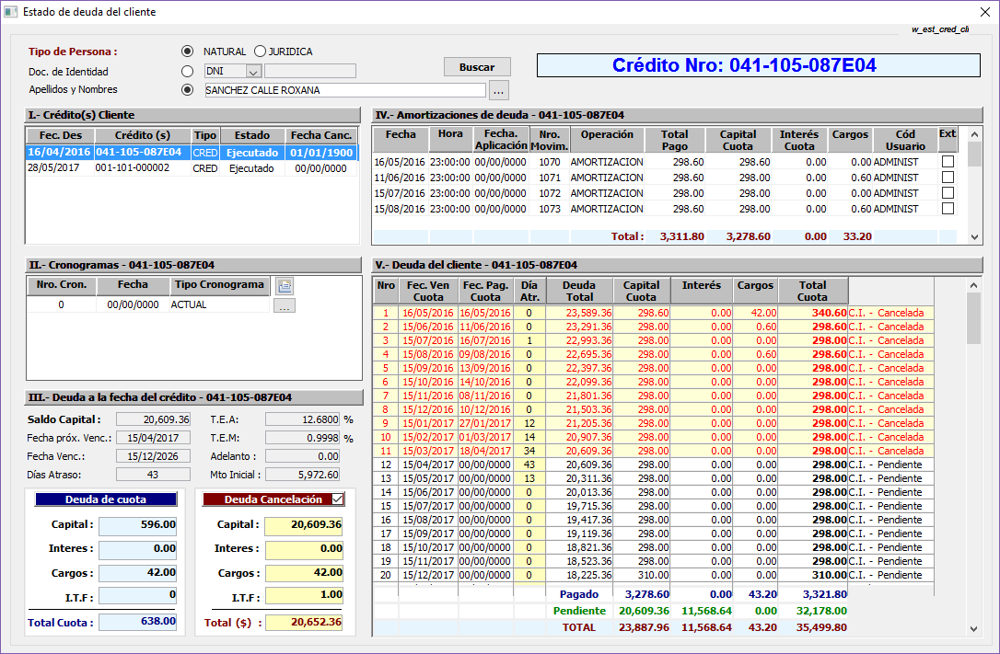 Estado de deuda del cliente
w_est_cred_cli
Tipo de Persona :
NATURAL
JURIDICA
Doc. de Identidad
DNI
Apellidos y Nombres
SANCHEZ CALLE ROXANA
Buscar
...
Crédito Nro: 041-105-087E04
I.- Crédito(s) Cliente
Fec. Des Crédito (s) Tipo Estado Fecha Canc.
16/04/2016 041-105-087E04 CRED Ejecutado 01/01/1900
28/05/2017 001-101-000002 CRED Ejecutado 00/00/0000
IV.- Amortizaciones de deuda - 041-105-087E04
Fecha Hora Fecha. Aplicación Nro. Movim. Operación Total Pago Capital Cuota Interés Cuota Cargos Cód Usuario Ext
16/05/2016 23:00:00 00/00/0000 1070 AMORTIZACION 298.60 298.60 0.00 0.00 ADMINIST
11/06/2016 23:00:00 00/00/0000 1071 AMORTIZACION 298.60 298.00 0.00 0.60 ADMINIST
15/07/2016 23:00:00 00/00/0000 1072 AMORTIZACION 298.00 298.00 0.00 0.00 ADMINIST
15/08/2016 23:00:00 00/00/0000 1073 AMORTIZACION 298.60 298.00 0.00 0.60 ADMINIST
Total : 3,311.80 3,278.60 0.00 33.20
II.- Cronogramas - 041-105-087E04
Nro. Cron. Fecha Tipo Cronograma
0 00/00/0000 ACTUAL
...
III.- Deuda a la fecha del crédito - 041-105-087E04
Saldo Capital : 20,609.36 T.E.A: 12.6800 %
Fecha próx. Venc.: 15/04/2017 T.E.M: 0.9998 %
Fecha Venc.: 15/12/2026 Adelanto : 0.00
Días Atraso: 43 Mto Inicial : 5,972.60
Deuda de cuota
Capital : 596.00
Interes : 0.00
Cargos : 42.00
I.T.F : 0
Total Cuota : 638.00
Deuda Cancelación
Capital : 20,609.36
Interes : 0.00
Cargos : 42.00
I.T.F : 1.00
Total ($) : 20,652.36
V.- Deuda del cliente - 041-105-087E04
Nro Fec. Ven Cuota Fec. Pag. Cuota Día Atr. Deuda Total Capital Cuota Interés Cargos Total Cuota
1 16/05/2016 16/05/2016 0 23,589.36 298.60 0.00 42.00 340.60 C.I. - Cancelada
2 15/06/2016 11/06/2016 0 23,291.36 298.00 0.00 0.60 298.60 C.I. - Cancelada
3 15/07/2016 16/07/2016 1 22,993.36 298.00 0.00 0.00 298.00 C.I. - Cancelada
4 15/08/2016 09/08/2016 0 22,695.36 298.00 0.00 0.60 298.60 C.I. - Cancelada
5 15/09/2016 13/09/2016 0 22,397.36 298.00 0.00 0.00 298.00 C.I. - Cancelada
6 15/10/2016 14/10/2016 0 22,099.36 298.00 0.00 0.00 298.00 C.I. - Cancelada
7 15/11/2016 08/11/2016 0 21,801.36 298.00 0.00 0.00 298.00 C.I. - Cancelada
8 15/12/2016 10/12/2016 0 21,503.36 298.00 0.00 0.00 298.00 C.I. - Cancelada
9 15/01/2017 27/01/2017 12 21,205.36 298.00 0.00 0.00 298.00 C.I. - Cancelada
10 15/02/2017 01/03/2017 14 20,907.36 298.00 0.00 0.00 298.00 C.I. - Cancelada
11 15/03/2017 18/04/2017 34 20,609.36 298.00 0.00 0.00 298.00 C.I. - Cancelada
12 15/04/2017 00/00/0000 43 20,609.36 298.00 0.00 0.00 298.00 C.I. - Pendiente
13 15/05/2017 00/00/0000 13 20,311.36 298.00 0.00 0.00 298.00 C.I. - Pendiente
14 15/06/2017 00/00/0000 0 20,013.36 298.00 0.00 0.00 298.00 C.I. - Pendiente
15 15/07/2017 00/00/0000 0 19,715.36 298.00 0.00 0.00 298.00 C.I. - Pendiente
16 15/08/2017 00/00/0000 0 19,417.36 298.00 0.00 0.00 298.00 C.I. - Pendiente
17 15/09/2017 00/00/0000 0 19,119.36 298.00 0.00 0.00 298.00 C.I. - Pendiente
18 15/10/2017 00/00/0000 0 18,821.36 298.00 0.00 0.00 298.00 C.I. - Pendiente
19 15/11/2017 00/00/0000 0 18,523.36 298.00 0.00 0.00 298.00 C.I. - Pendiente
20 15/12/2017 00/00/0000 0 18,225.36 310.00 0.00 0.00 310.00 C.I. - Pendiente
Pagado 3,278.60 0.00 43.20 3,321.80
Pendiente 20,609.36 11,568.64 0.00 32,178.00
TOTAL 23,887.96 11,568.64 43.20 35,499.80